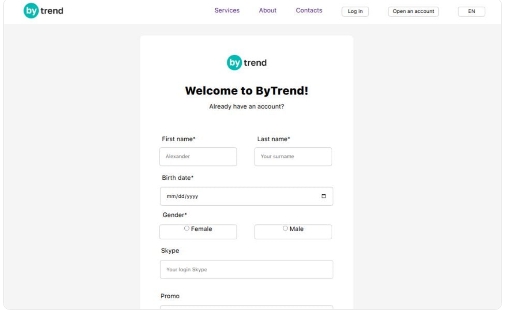 by trend Services About Contacts Log in Open an account EN
by trend
Welcome to ByTrend!
Already have an account?
First name* Last name*
Alexander Your surname
Birth date*
mm/dd/yyyy
Gender*
Female Male
Skype
Your login Skype
Promo